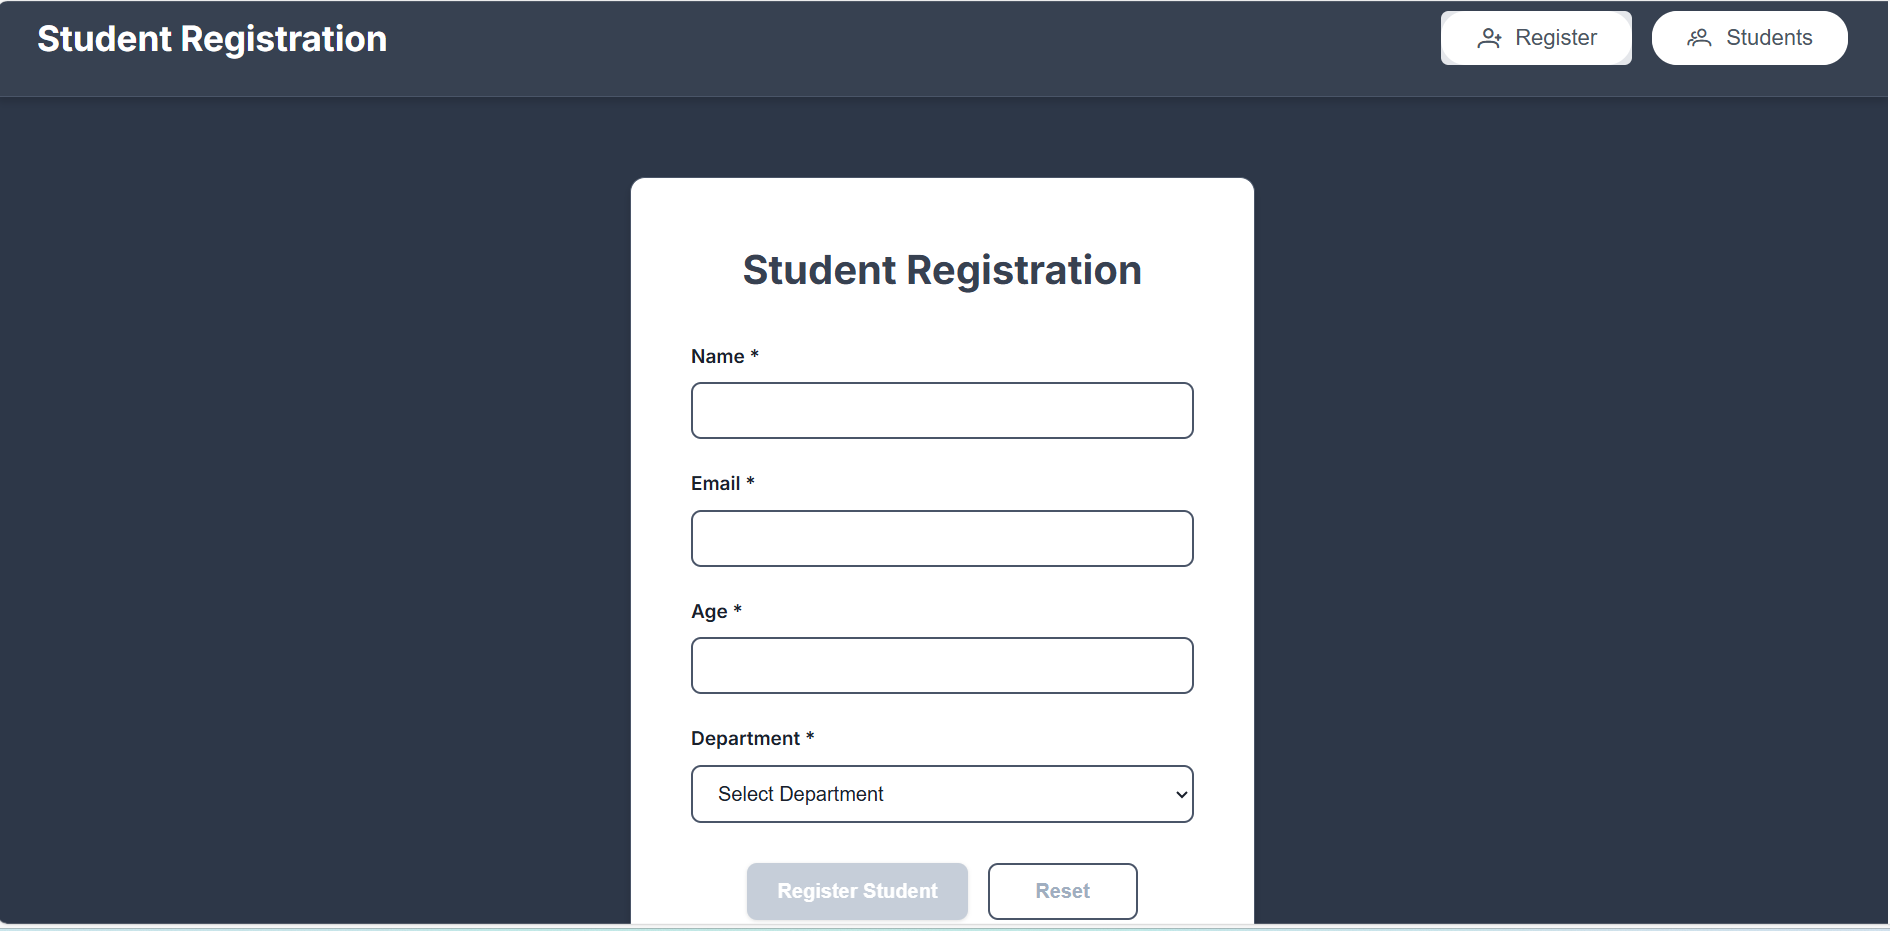 Student Registration
Register
Students
Student Registration
Name *
Email *
Age *
Department *
Select Department
Register Student
Reset